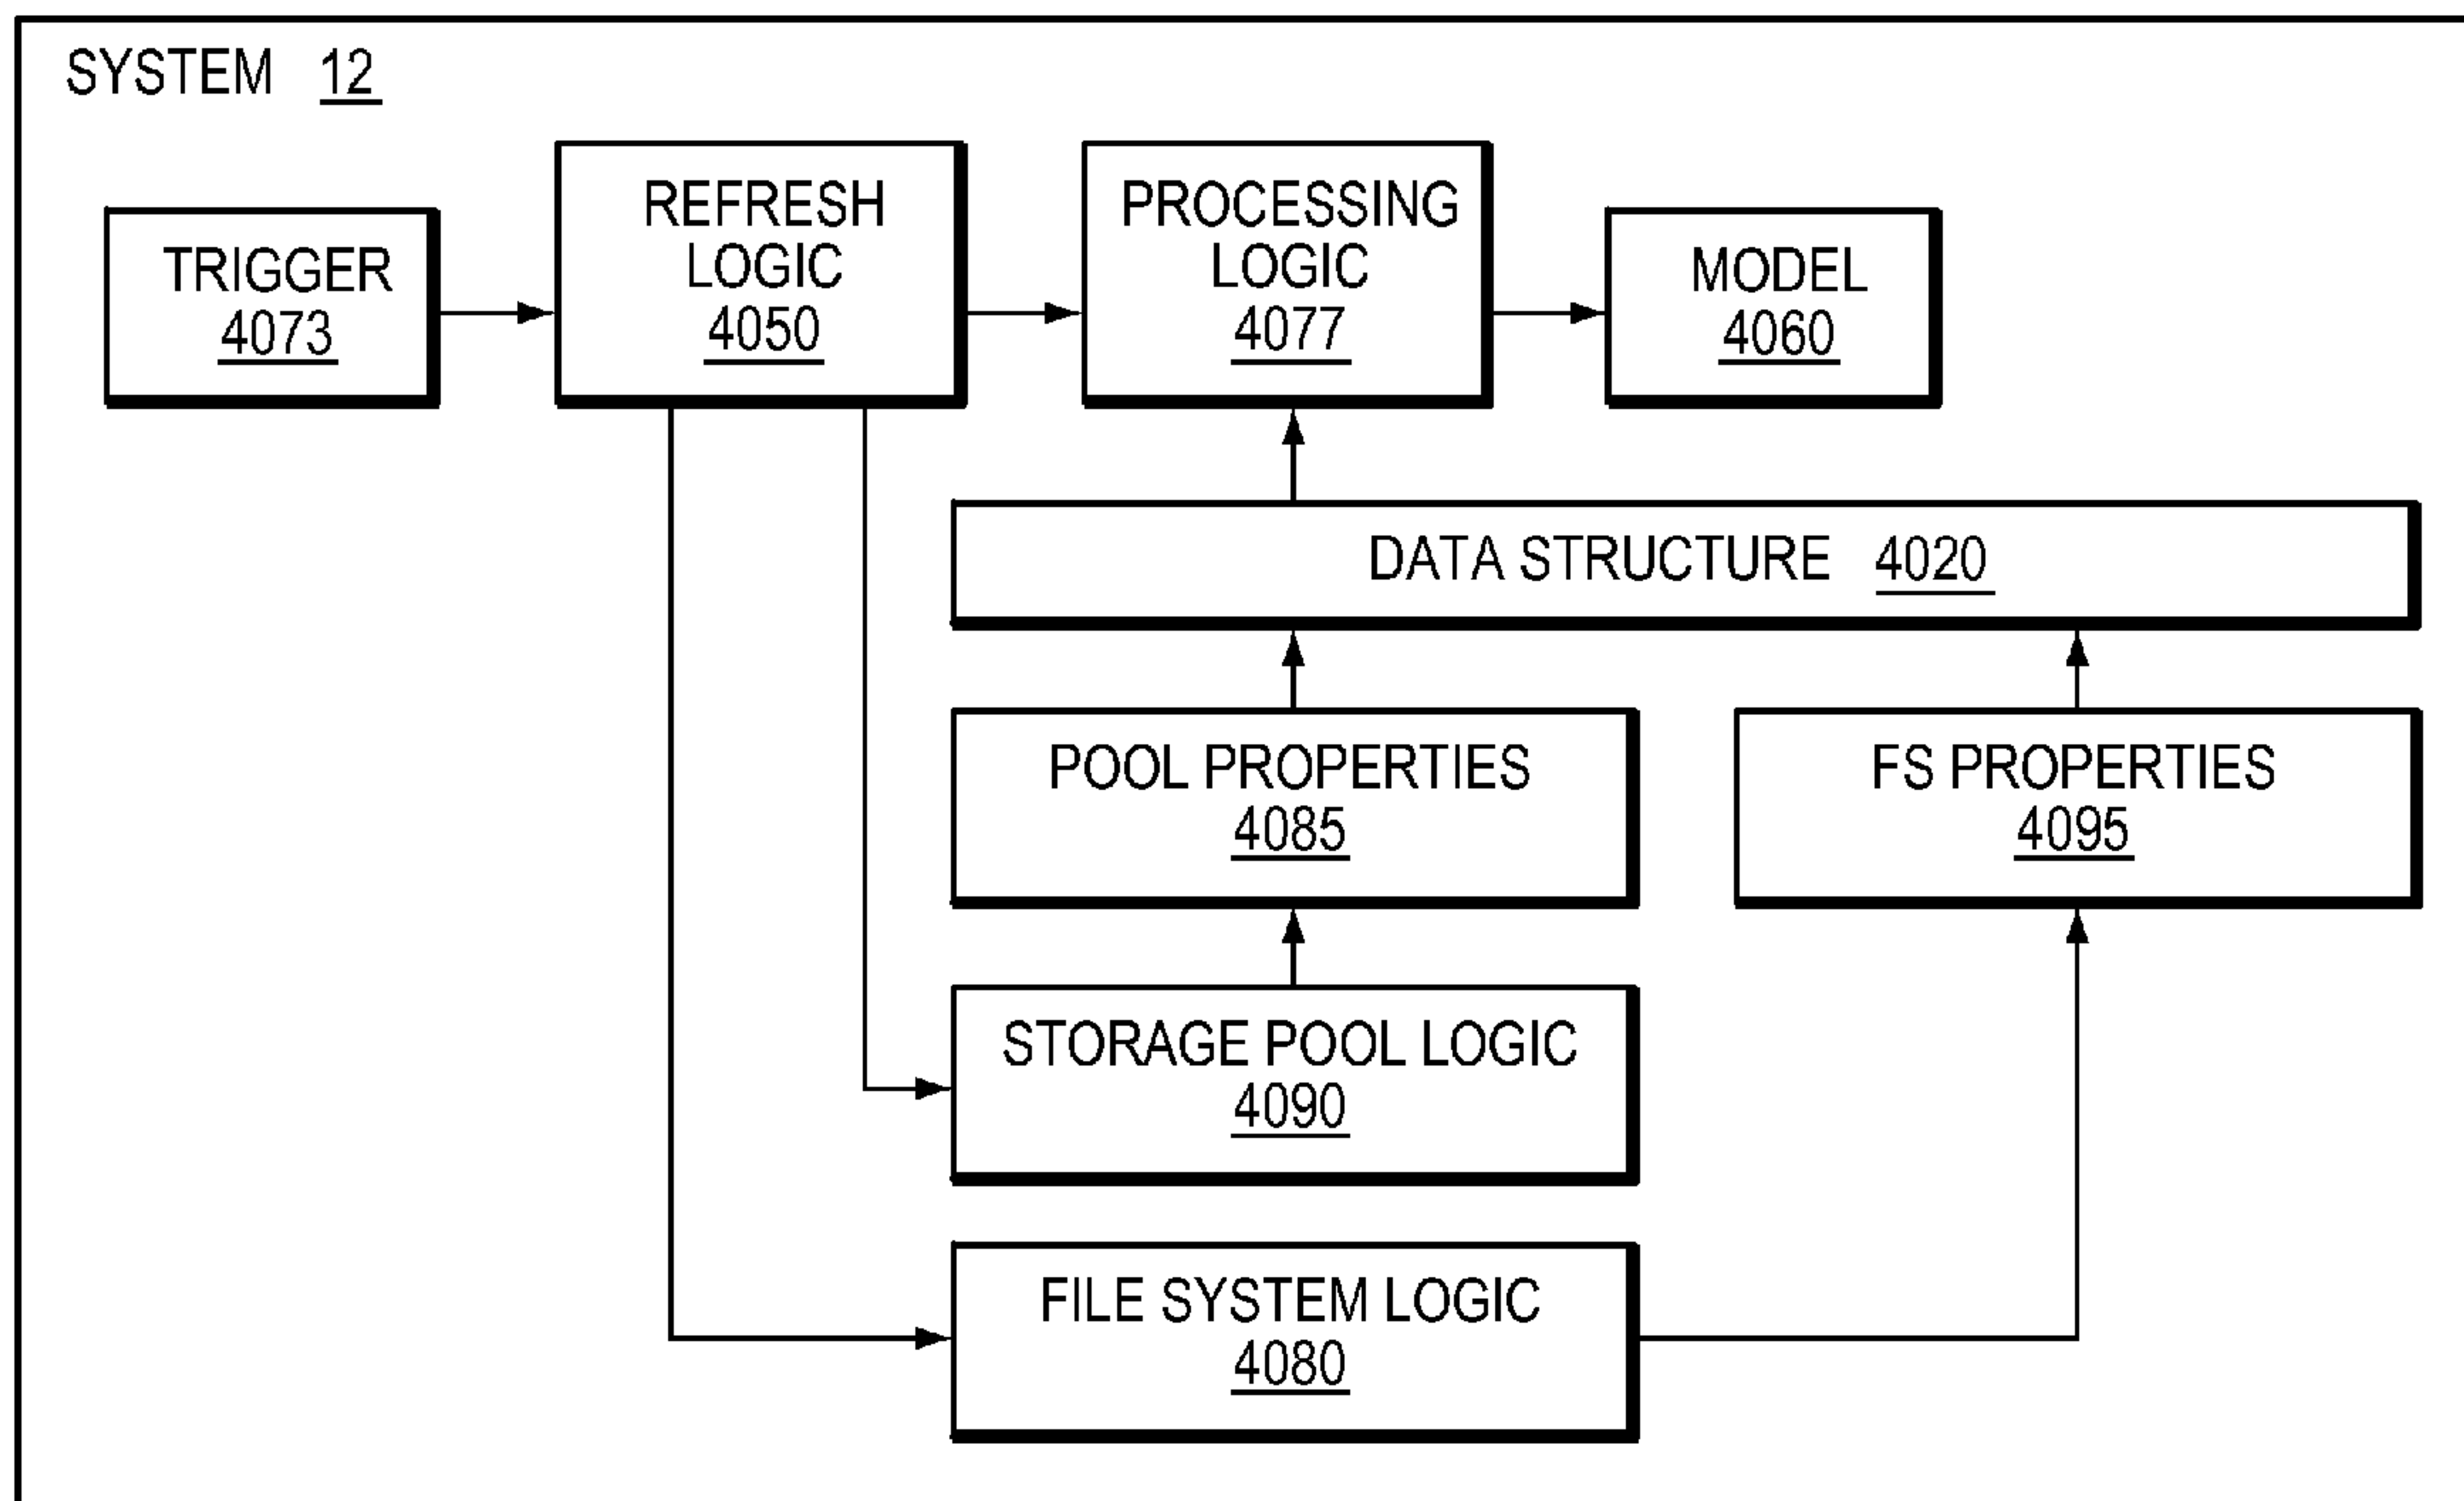 SYSTEM 12
TRIGGER
4073
REFRESH
LOGIC
4050
PROCESSING
LOGIC
4077
MODEL
4060
DATA STRUCTURE 4020
POOL PROPERTIES
4085
FS PROPERTIES
4095
STORAGE POOL LOGIC
4090
FILE SYSTEM LOGIC
4080